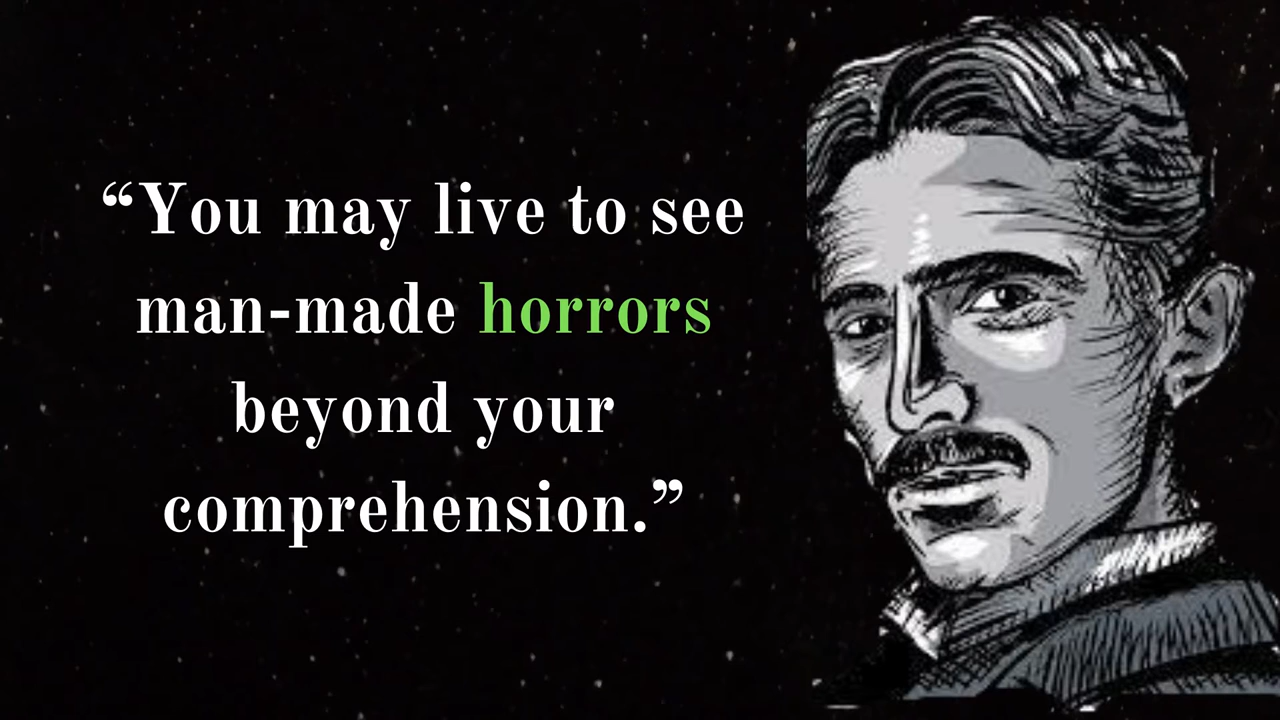 “You may live to see
man-made horrors
beyond your
comprehension.”